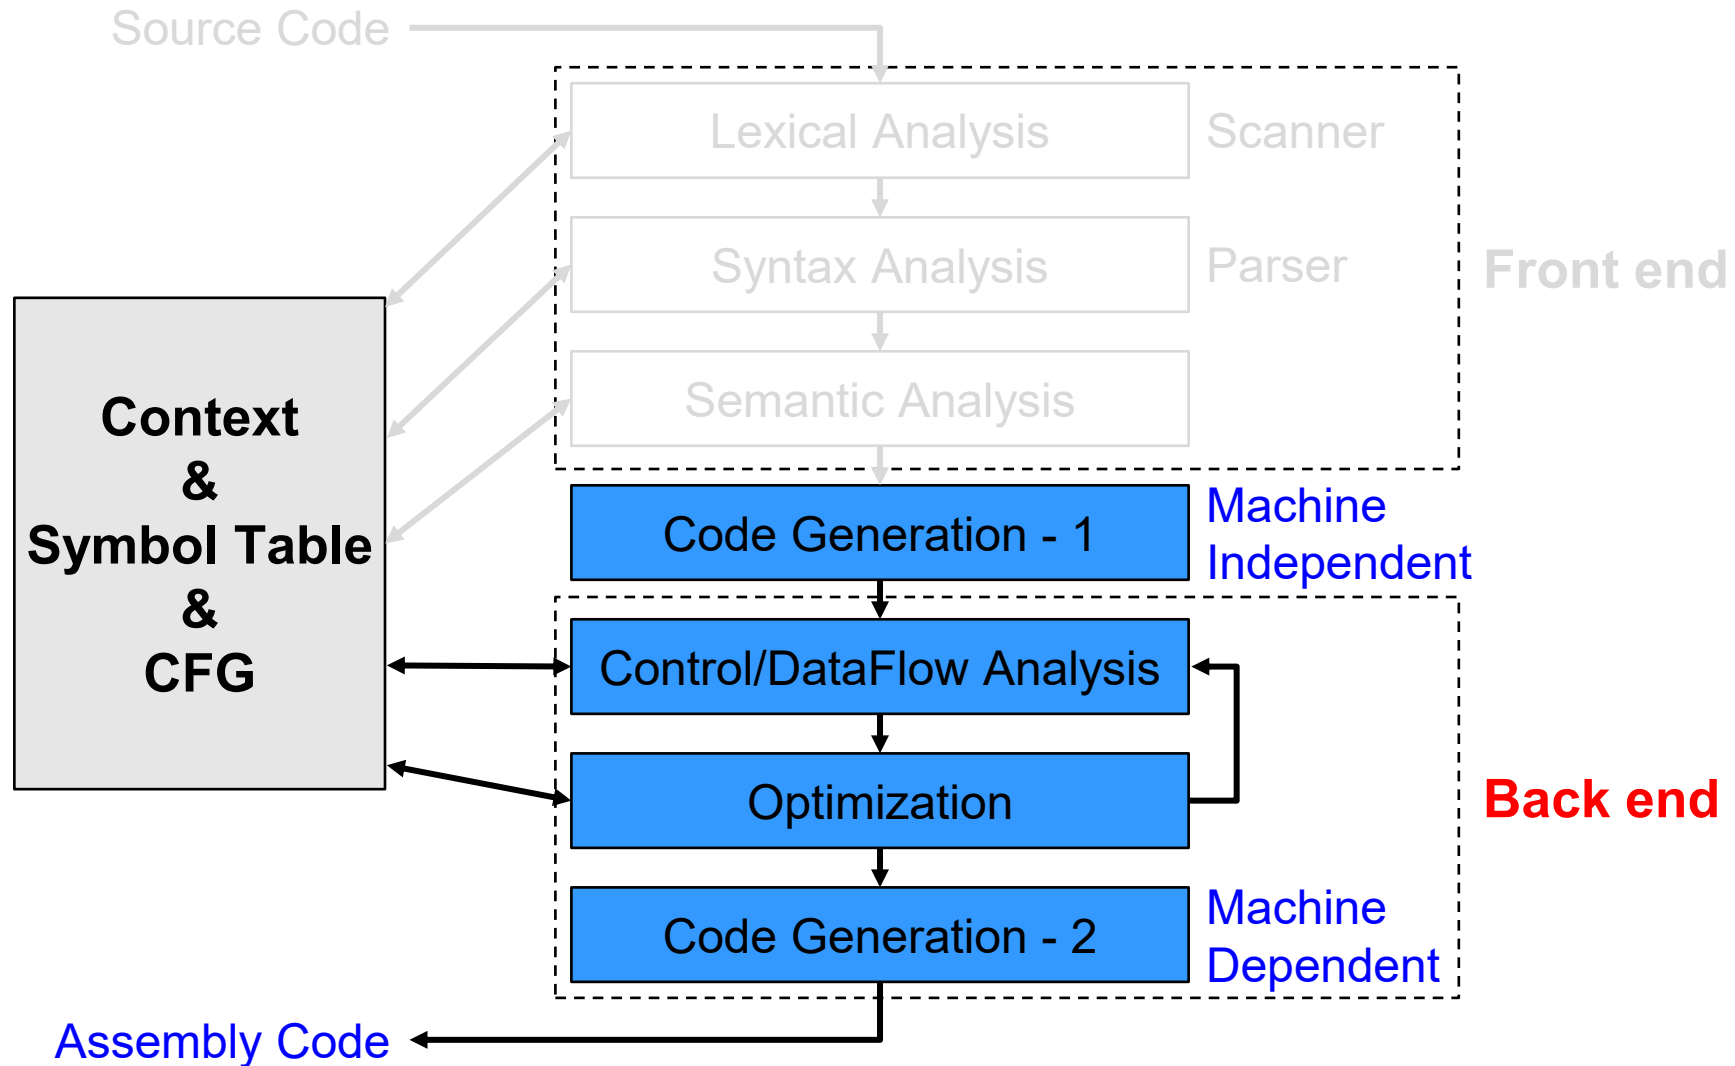 Source Code
Lexical Analysis
Scanner
Syntax Analysis
Parser
Front end
Semantic Analysis
Context
&
Symbol Table
&
CFG
Code Generation - 1
Machine
Independent
Control/DataFlow Analysis
Optimization
Back end
Code Generation - 2
Machine
Dependent
Assembly Code